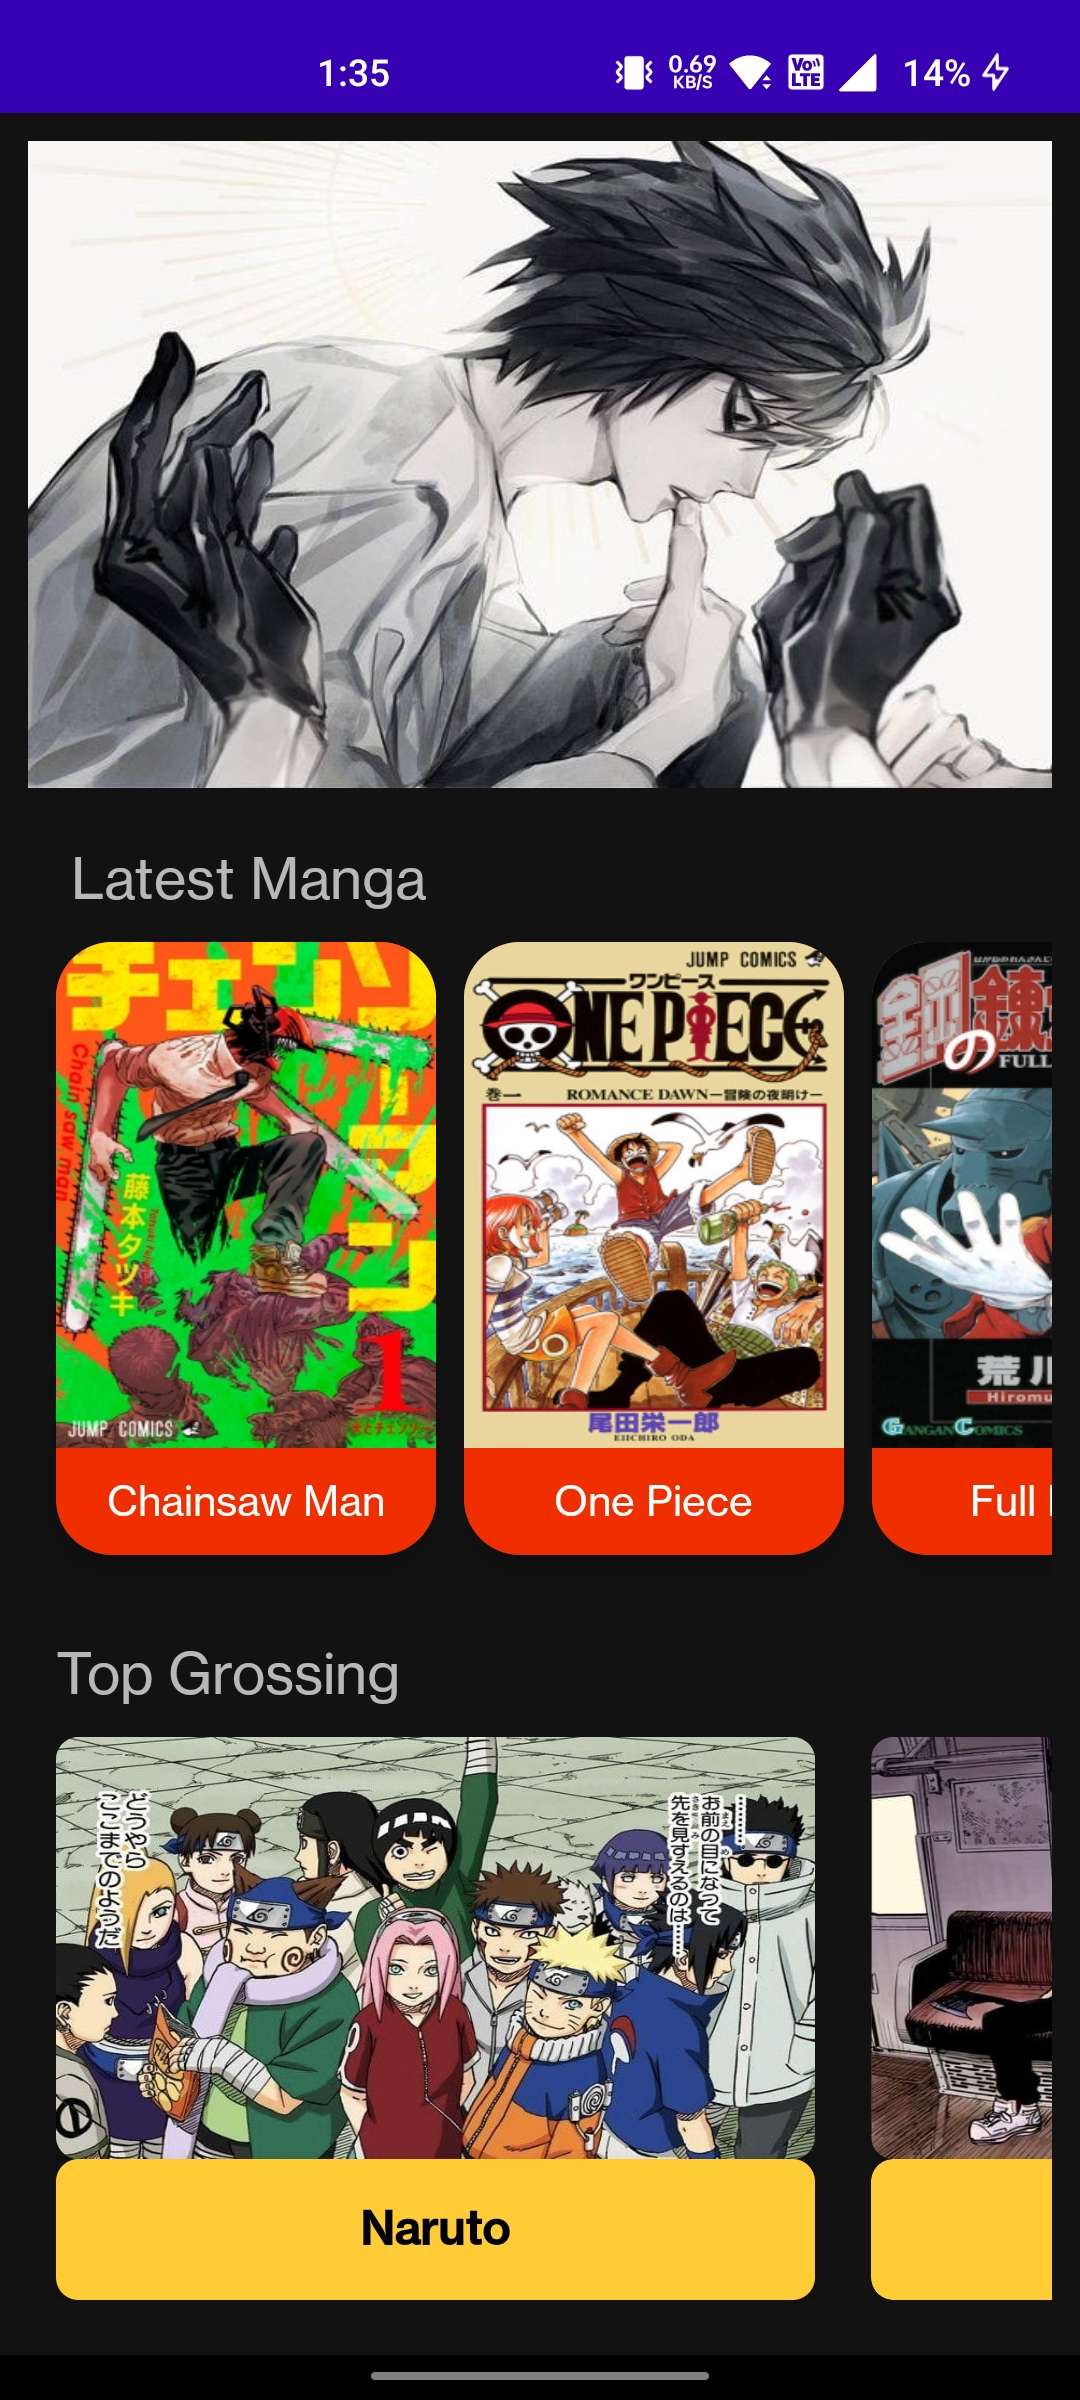 1:35
0.69
KB/S
Vo))
LTE
14%
Latest Manga
チェンソーマン
Chain saw man
藤本タツキ
1
JUMP COMICS
Chainsaw Man
JUMP COMICS
ワンピース
ONE PIECE
巻一
ROMANCE DAWN—冒険の夜明け—
尾田栄一郎
EIICHIRO ODA
One Piece
鋼の錬
FULL
荒川
Hiromu
GANGAN COMICS
Full
Top Grossing
お前の目になって
先を見すえるのは……
どうやら
ここまでのようだ
Naruto